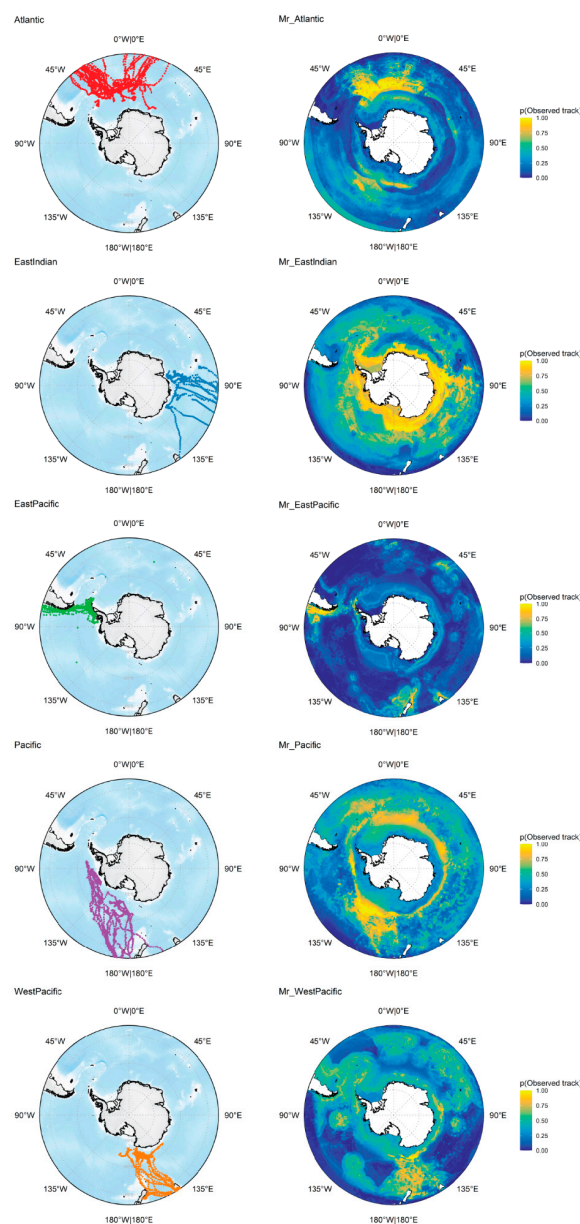 Atlantic
Mr_Atlantic
0°W|0°E
0°W|0°E
45°W
45°E
45°W
45°E
p(Observed track)
1.00
0.75
0.50
0.25
0.00
90°W
90°E
90°W
90°E
135°W
135°E
135°W
135°E
180°W|180°E
180°W|180°E
EastIndian
Mr_EastIndian
0°W|0°E
0°W|0°E
45°W
45°E
45°W
45°E
p(Observed track)
1.00
0.75
0.50
0.25
0.00
90°W
90°E
90°W
90°E
135°W
135°E
135°W
135°E
180°W|180°E
180°W|180°E
EastPacific
Mr_EastPacific
0°W|0°E
0°W|0°E
45°W
45°E
45°W
45°E
p(Observed track)
1.00
0.75
0.50
0.25
0.00
90°W
90°E
90°W
90°E
135°W
135°E
135°W
135°E
180°W|180°E
180°W|180°E
Pacific
Mr_Pacific
0°W|0°E
0°W|0°E
45°W
45°E
45°W
45°E
p(Observed track)
1.00
0.75
0.50
0.25
0.00
90°W
90°E
90°W
90°E
135°W
135°E
135°W
135°E
180°W|180°E
180°W|180°E
WestPacific
Mr_WestPacific
0°W|0°E
0°W|0°E
45°W
45°E
45°W
45°E
p(Observed track)
1.00
0.75
0.50
0.25
0.00
90°W
90°E
90°W
90°E
135°W
135°E
135°W
135°E
180°W|180°E
180°W|180°E